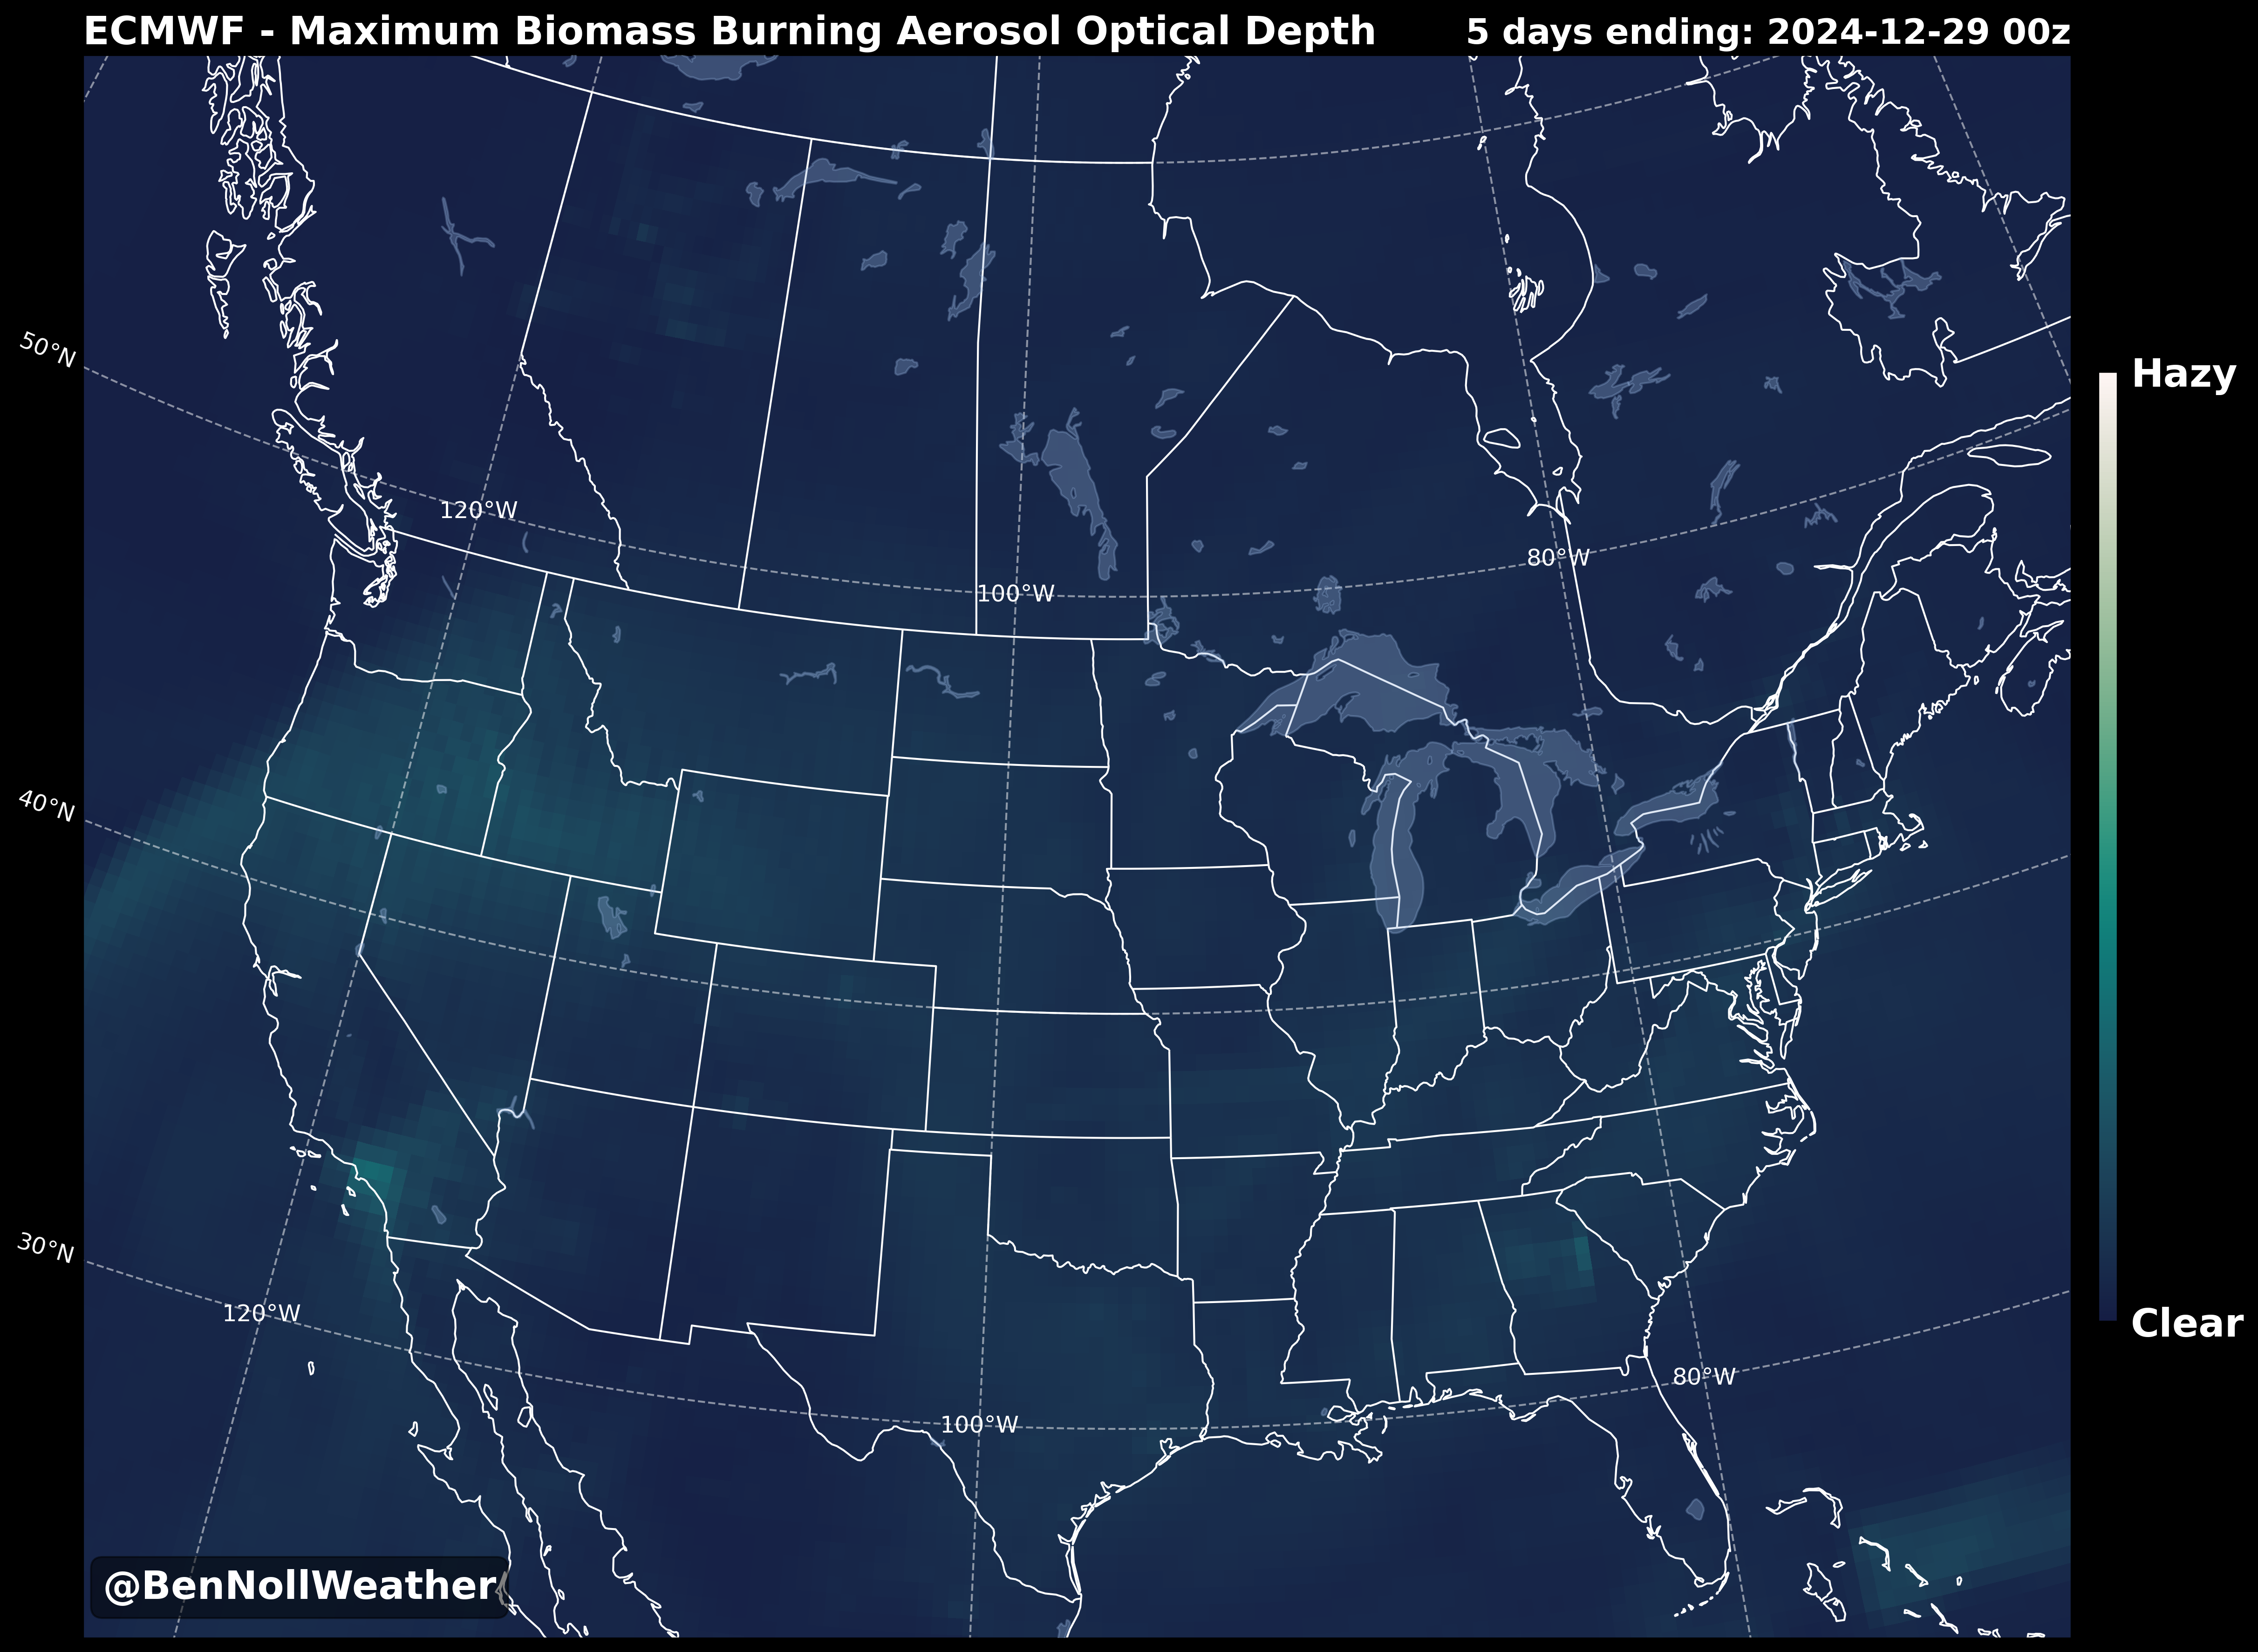 ECMWF - Maximum Biomass Burning Aerosol Optical Depth
5 days ending: 2024-12-29 00z
50°N
Hazy
120°W
80°W
100°W
40°N
30°N
120°W
Clear
80°W
100°W
@BenNollWeather